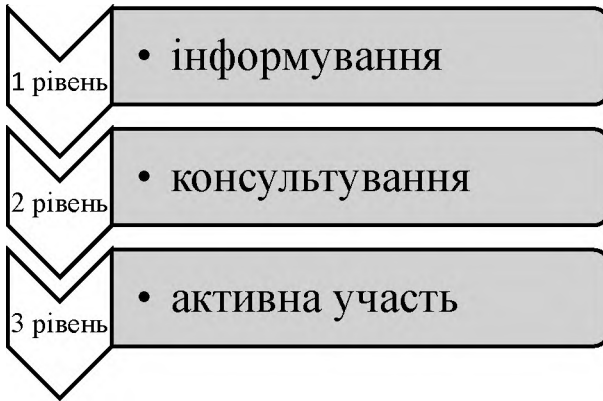 1 рівень
• інформування
2 рівень
• консультування
3 рівень
• активна участь